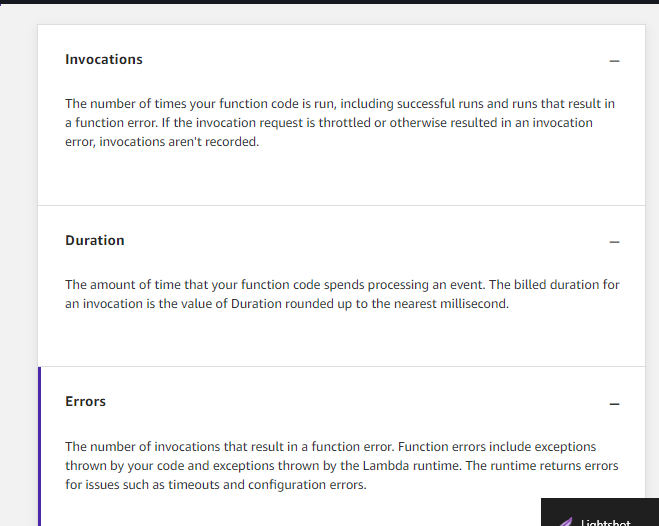 Invocations
The number of times your function code is run, including successful runs and runs that result in
a function error. If the invocation request is throttled or otherwise resulted in an invocation
error, invocations aren't recorded.
Duration
The amount of time that your function code spends processing an event. The billed duration for
an invocation is the value of Duration rounded up to the nearest millisecond.
Errors
The number of invocations that result in a function error. Function errors include exceptions
thrown by your code and exceptions thrown by the Lambda runtime. The runtime returns errors
for issues such as timeouts and configuration errors.
Lightshot